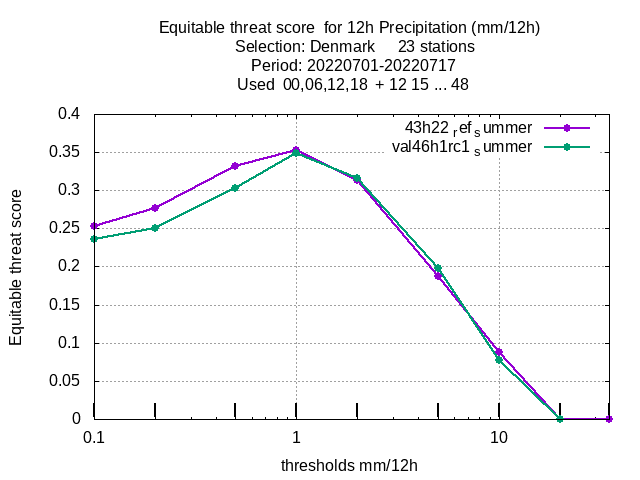 Equitable threat score for 12h Precipitation (mm/12h)
Selection: Denmark 23 stations
Period: 20220701-20220717
Used 00,06,12,18 + 12 15 ... 48
43h22 refsummer
val46h1rc1 summer
Equitable threat score
0.4
0.35
0.3
0.25
0.2
0.15
0.1
0.05
0
0.1 1 10
thresholds mm/12h